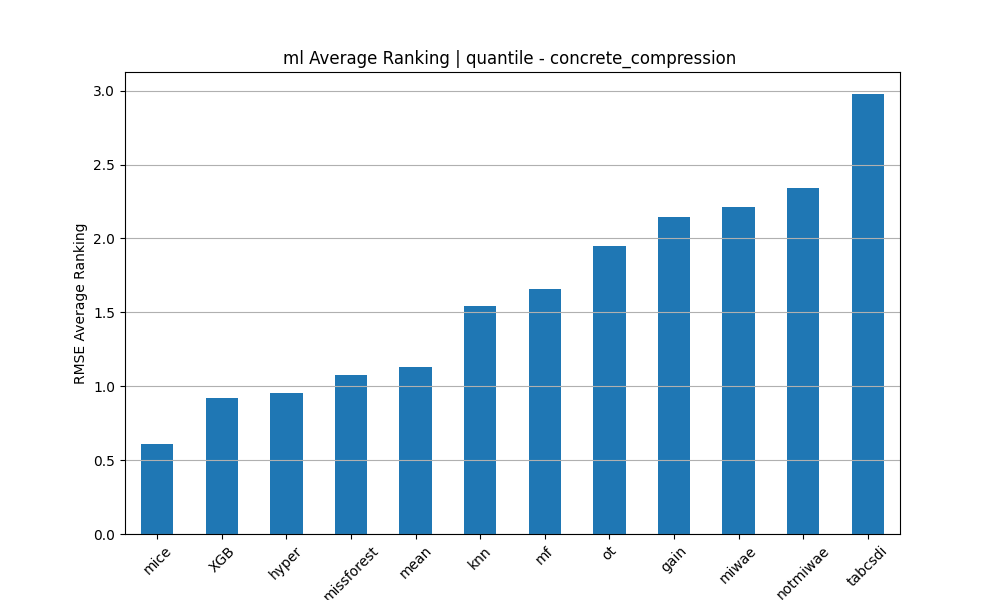 ml Average Ranking | quantile - concrete_compression
RMSE Average Ranking
3.0
2.5
2.0
1.5
1.0
0.5
0.0
mice
XGB
hyper
missforest
mean
knn
mf
ot
gain
miwae
notmiwae
tabcsdi